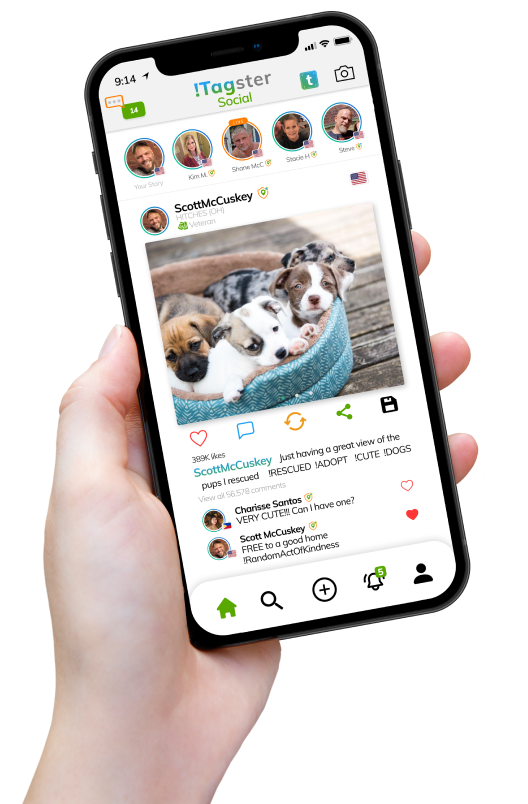 9:14
14
!Tagster
Social
t
LIVE
Your Story
Kim M.
Shane McC
Stacie H
Steve
ScottMcCuskey
HITCHES (OH)
Veteran
389K likes
ScottMcCuskey Just having a great view of the
pups I rescued !RESCUED !ADOPT !CUTE !DOGS
View all 56.578 comments
Charisse Santos
VERY CUTE!!! Can I have one?
Scott McCuskey
FREE to a good home
!RandomActOfKindness
5